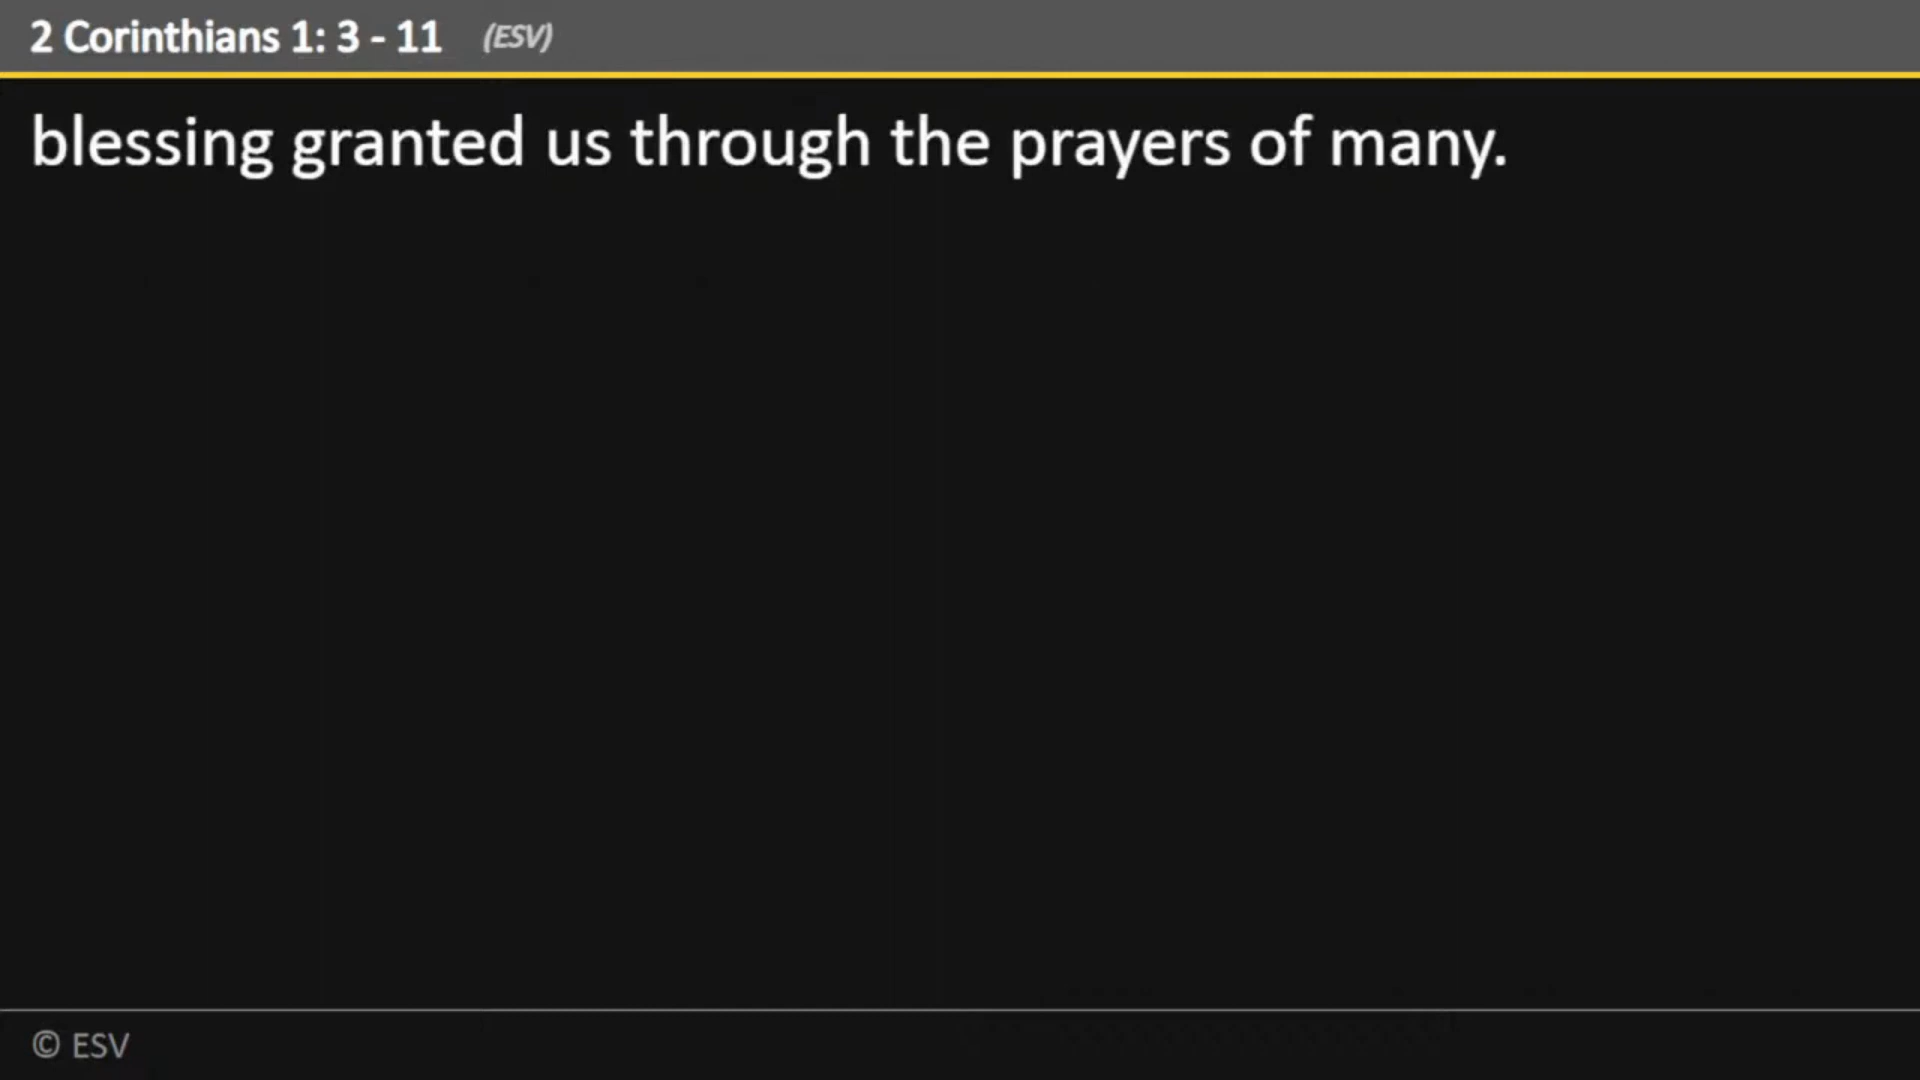 2 Corinthians 1: 3 - 11 (ESV)
blessing granted us through the prayers of many.
© ESV